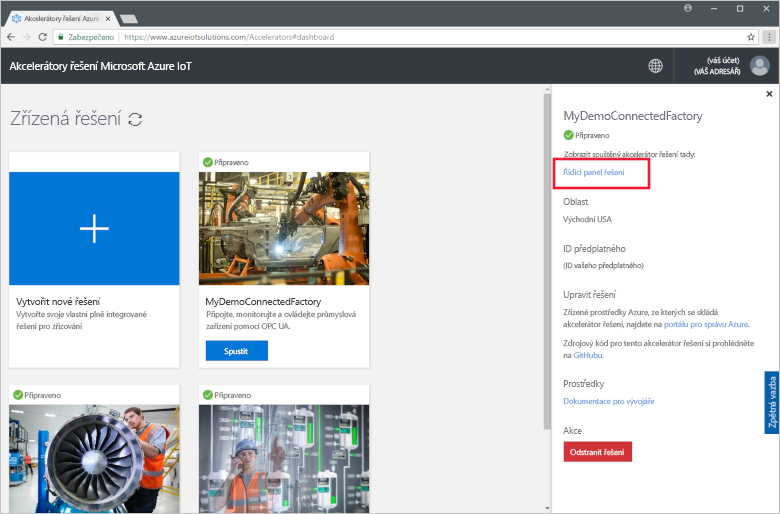 Akcelerátory řešení Azure
Zabezpečeno
https://www.azureiotsolutions.com/Accelerators#dashboard
Akcelerátory řešení Microsoft Azure IoT
(váš účet)
(VÁŠ ADRESÁŘ)
Zřízená řešení
Vytvořit nové řešení
Vytvořte svoje vlastní plně integrované
řešení pro zřizování
Připraveno
MyDemoConnectedFactory
Připojte, monitorujte a ovládejte průmyslová
zařízení pomocí OPC UA.
Spustit
Připraveno
Připraveno
MyDemoConnectedFactory
Připraveno
Zobrazit spuštěný akcelerátor řešení tady:
Řídicí panel řešení
Oblast
Východní USA
ID předplatného
(ID vašeho předplatného)
Upravit řešení
Zřízené prostředky Azure, ze kterých se skládá
akcelerátor řešení, najdete na portálu pro správu Azure.
Zdrojový kód pro tento akcelerátor řešení si prohlédněte
na GitHubu.
Prostředky
Dokumentace pro vývojáře
Akce
Odstranit řešení
Zpětná vazba